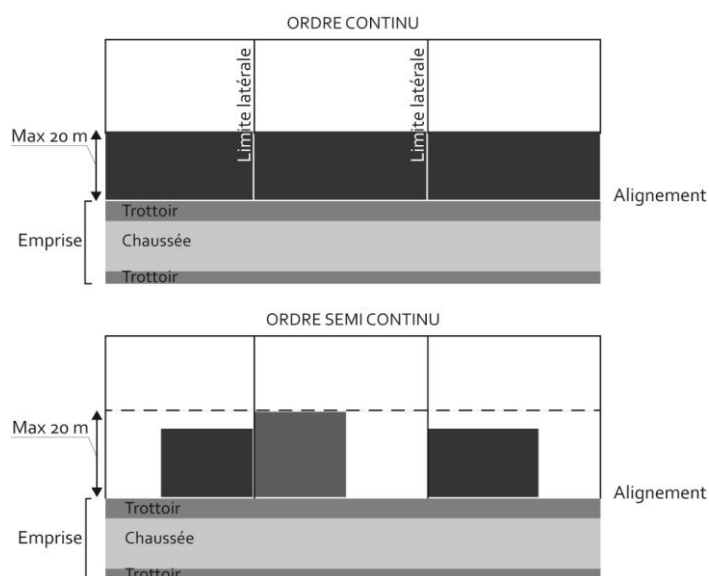 ORDRE CONTINU
Limite latérale
Limite latérale
Max 20 m
Alignement
Trottoir
Emprise
Chaussée
Trottoir
ORDRE SEMI CONTINU
Max 20 m
Alignement
Trottoir
Emprise
Chaussée
Trottoir